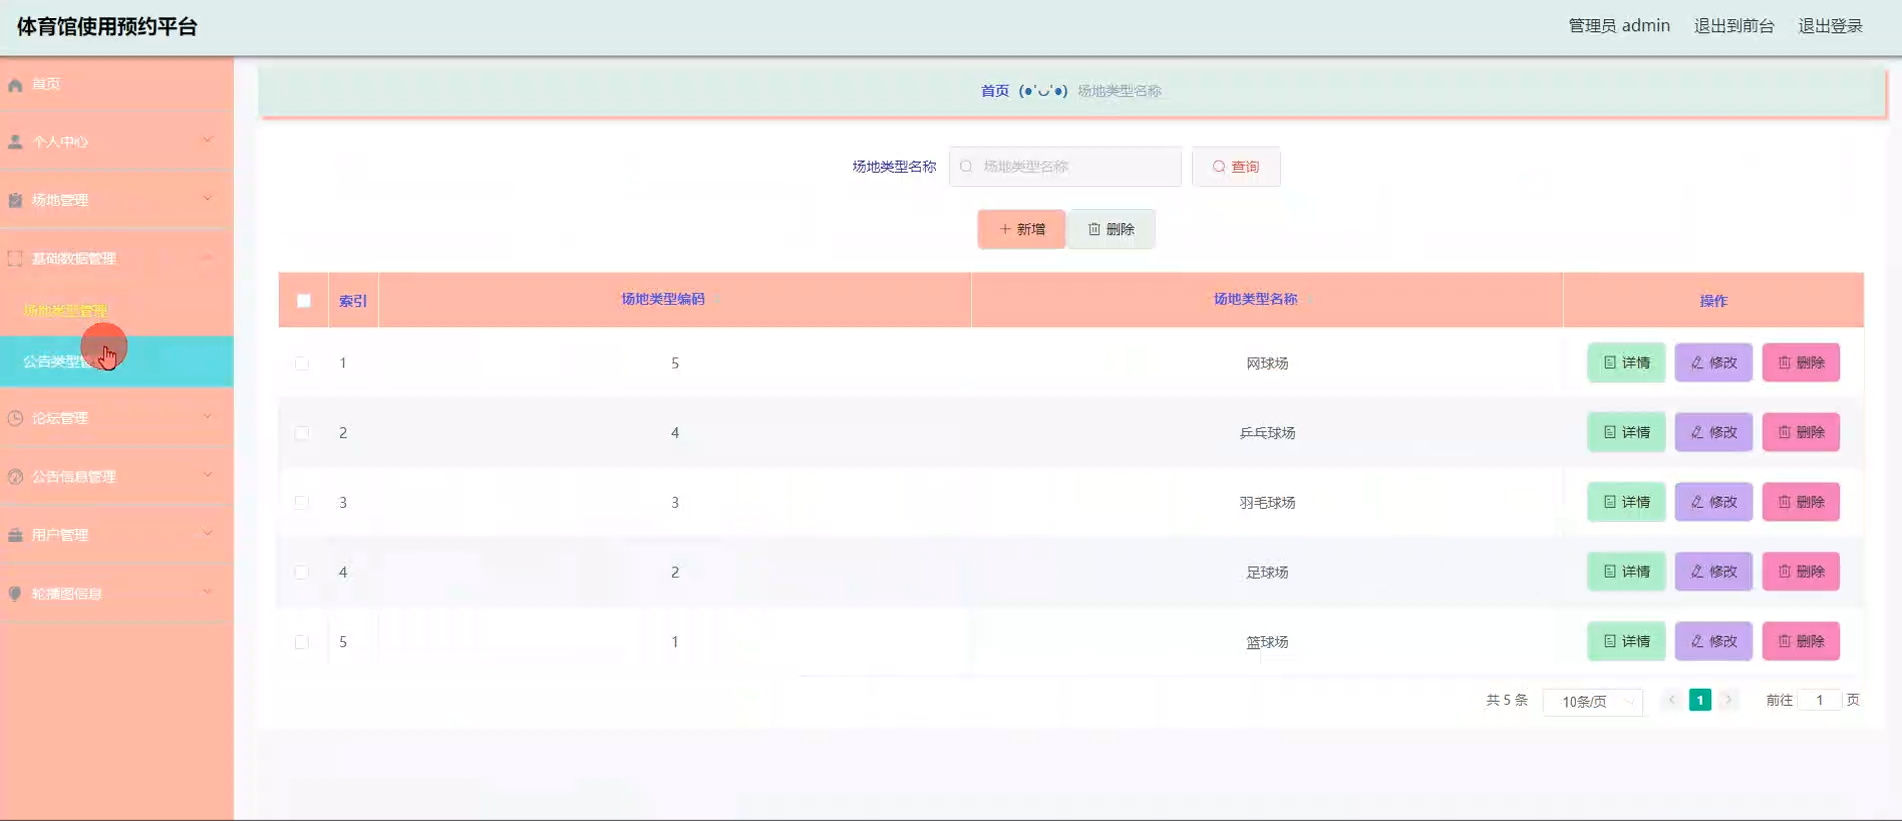 体育馆使用预约平台
管理员 admin 退出到前台 退出登录
首页
个人中心
场地管理
基础数据管理
场地类型管理
公告类型
论坛管理
公告信息管理
用户管理
轮播图信息
首页 (●'◡'●) 场地类型名称
场地类型名称 场地类型名称 查询
+ 新增 删除
索引 场地类型编码 场地类型名称 操作
1 5 网球场 详情 修改 删除
2 4 乒乓球场 详情 修改 删除
3 3 羽毛球场 详情 修改 删除
4 2 足球场 详情 修改 删除
5 1 篮球场 详情 修改 删除
共 5 条 10条/页 < 1 > 前往 1 页